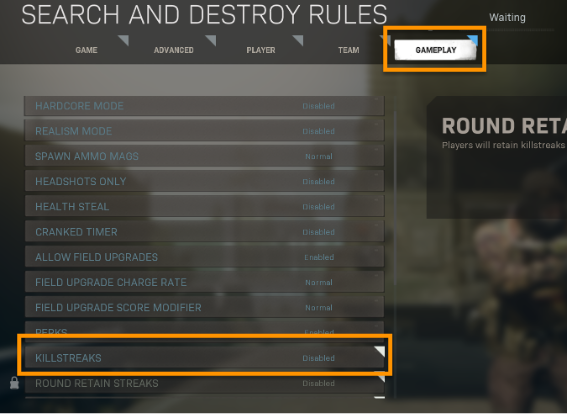 SEARCH AND DESTROY RULES
Waiting
GAME ADVANCED PLAYER TEAM GAMEPLAY
HARDCORE MODE Disabled
REALISM MODE Disabled
SPAWN AMMO MAGS Normal
HEADSHOTS ONLY Disabled
HEALTH STEAL Disabled
CRANKED TIMER Disabled
ALLOW FIELD UPGRADES Enabled
FIELD UPGRADE CHARGE RATE Normal
FIELD UPGRADE SCORE MODIFIER Normal
PERKS Enabled
KILLSTREAKS Disabled
ROUND RETAIN STREAKS Disabled
ROUND RETA
Players will retain killstreaks